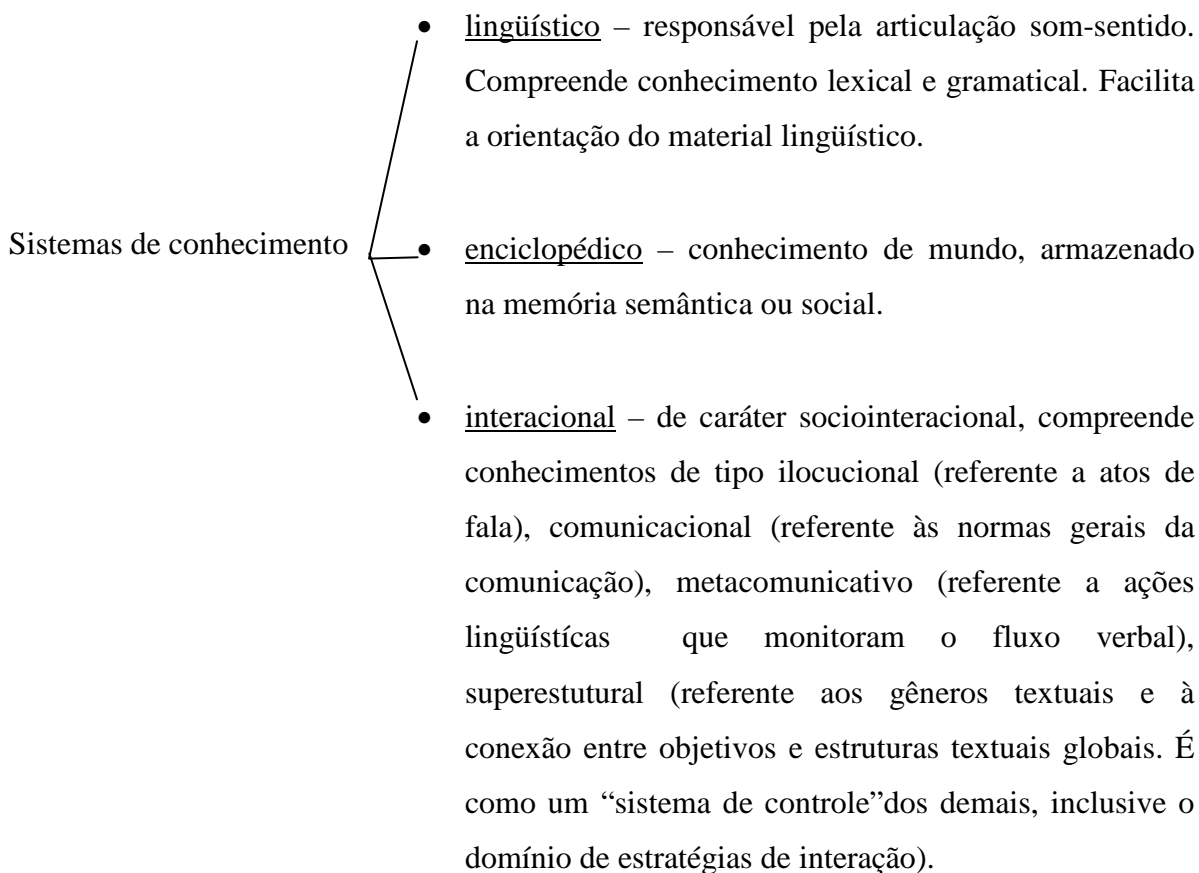 • lingüístico – responsável pela articulação som-sentido.
Compreende conhecimento lexical e gramatical. Facilita
a orientação do material lingüístico.
Sistemas de conhecimento
• enciclopédico – conhecimento de mundo, armazenado
na memória semântica ou social.
• interacional – de caráter sociointeracional, compreende
conhecimentos de tipo ilocucional (referente a atos de
fala), comunicacional (referente às normas gerais da
comunicação), metacomunicativo (referente a ações
lingüístícas que monitoram o fluxo verbal),
superestutural (referente aos gêneros textuais e à
conexão entre objetivos e estruturas textuais globais. É
como um “sistema de controle”dos demais, inclusive o
domínio de estratégias de interação).